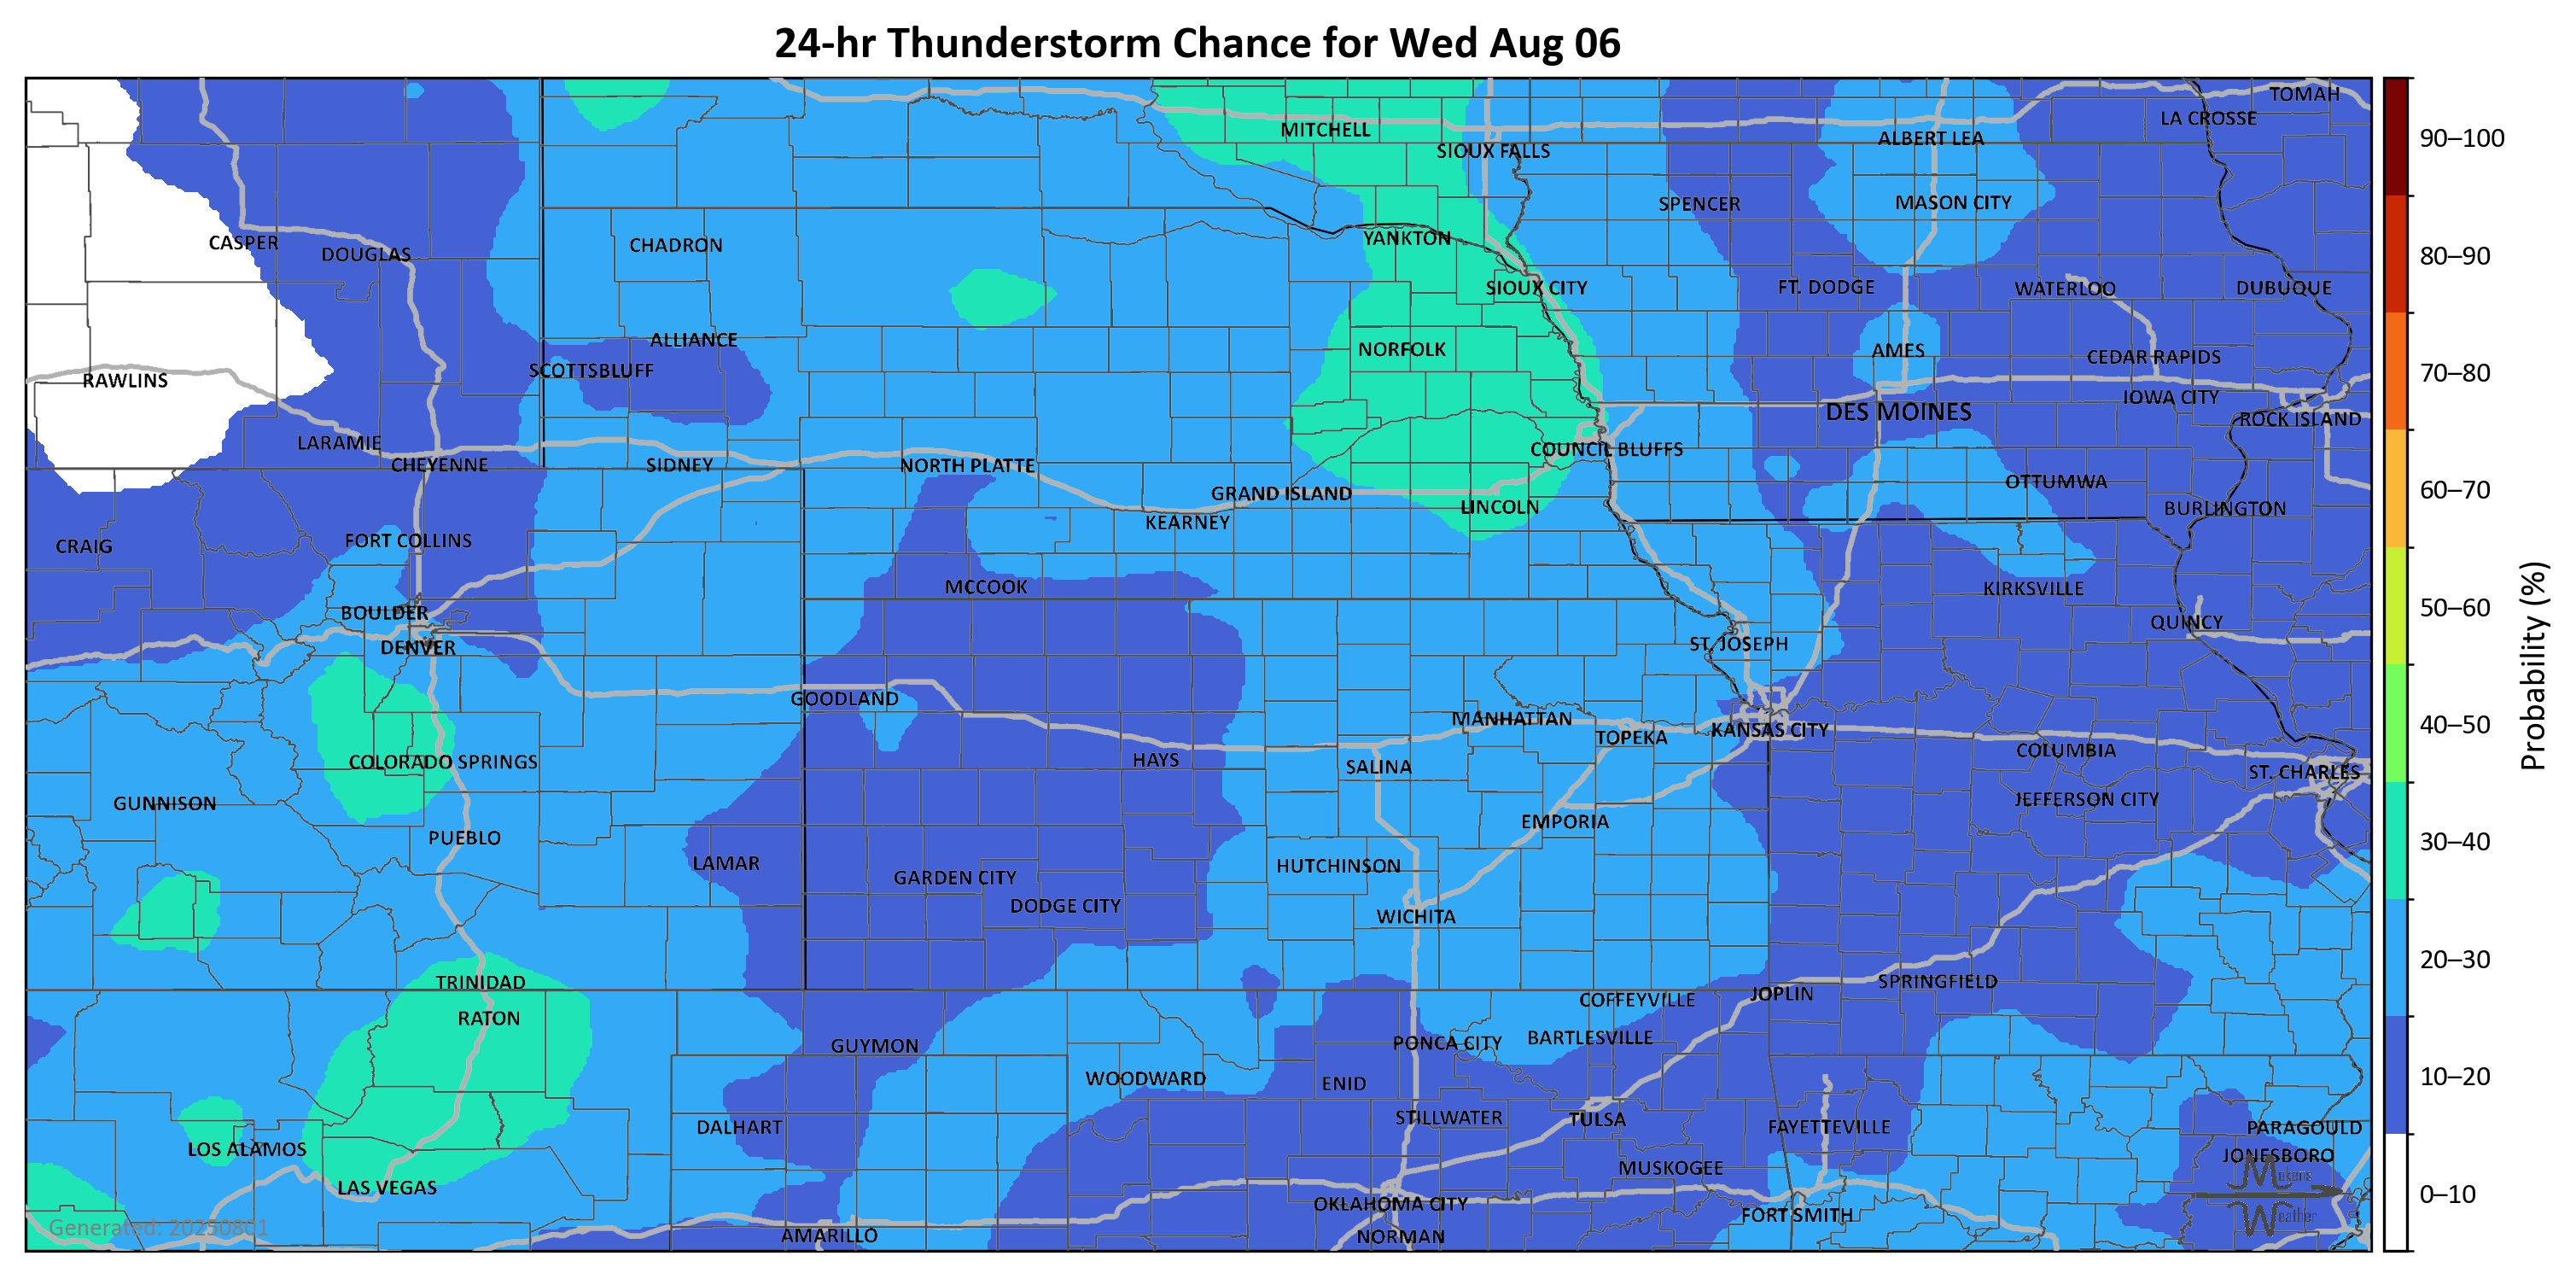 24-hr Thunderstorm Chance for Wed Aug 06
TOMAH
LA CROSSE
MITCHELL
ALBERT LEA
SIOUX FALLS
SPENCER
MASON CITY
CASPER
DOUGLAS
CHADRON
YANKTON
SIOUX CITY
FT. DODGE
WATERLOO
DUBUQUE
ALLIANCE
NORFOLK
AMES
CEDAR RAPIDS
RAWLINS
SCOTTSBLUFF
IOWA CITY
DES MOINES
ROCK ISLAND
LARAMIE
CHEYENNE
SIDNEY
NORTH PLATTE
COUNCIL BLUFFS
GRAND ISLAND
OTTUMWA
LINCOLN
BURLINGTON
KEARNEY
CRAIG
FORT COLLINS
MCCOOK
KIRKSVILLE
BOULDER
QUINCY
DENVER
ST. JOSEPH
GOODLAND
MANHATTAN
TOPEKA
KANSAS CITY
COLUMBIA
COLORADO SPRINGS
HAYS
SALINA
ST. CHARLES
GUNNISON
JEFFERSON CITY
PUEBLO
EMPORIA
LAMAR
HUTCHINSON
GARDEN CITY
DODGE CITY
WICHITA
TRINIDAD
SPRINGFIELD
JOPLIN
COFFEYVILLE
RATON
GUYMON
PONCA CITY
BARTLESVILLE
WOODWARD
ENID
DALHART
STILLWATER
TULSA
FAYETTEVILLE
PARAGOULD
LOS ALAMOS
JONESBORO
MUSKOGEE
LAS VEGAS
OKLAHOMA CITY
FORT SMITH
AMARILLO
NORMAN
Generated: 20250801
Makens
Weather
90–100
80–90
70–80
60–70
50–60
40–50
30–40
20–30
10–20
0–10
Probability (%)